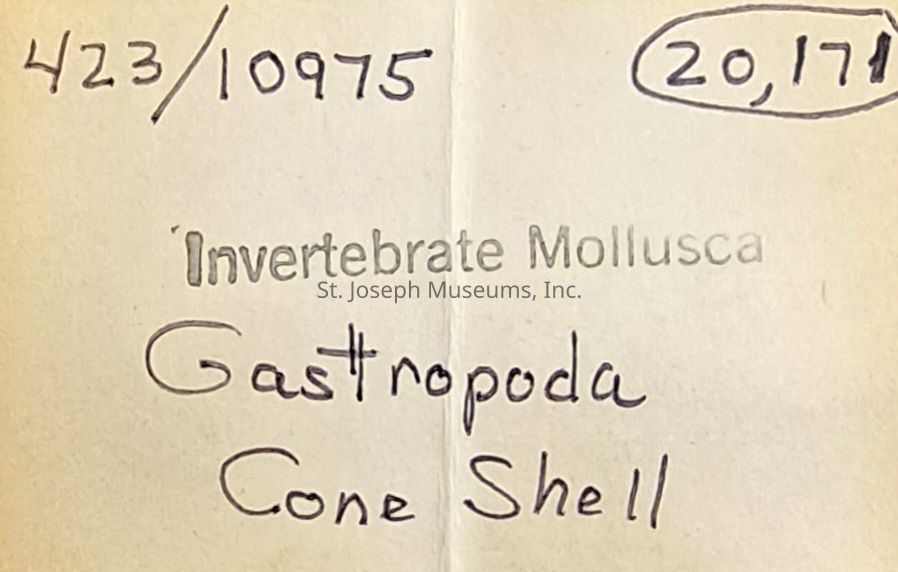 423/10975 20,171
Invertebrate Mollusca
St. Joseph Museums, Inc.
Gastropoda
Cone Shell